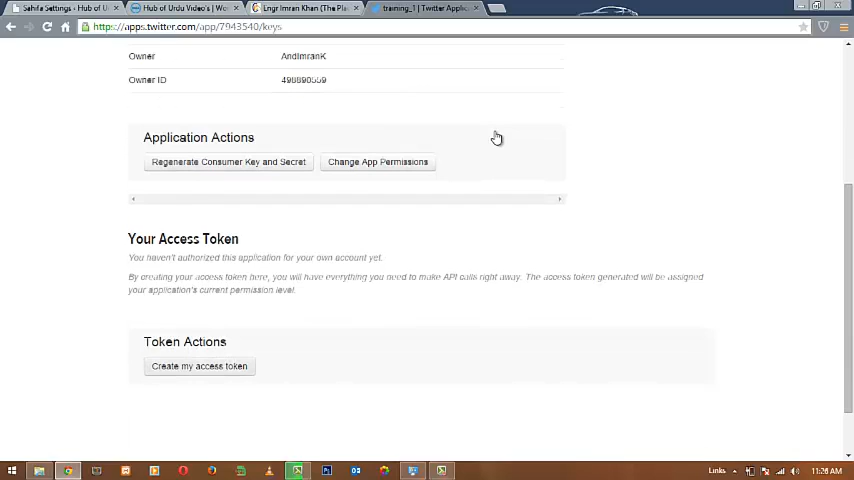 Sahifa Settings ‹ Hub of U
Hub of Urdu Video's | Wo
Engr Imran Khan (The Pla
training_1 | Twitter Applic
https://apps.twitter.com/app/7943540/keys
Owner AndImranK
Owner ID 498890559
Application Actions
Regenerate Consumer Key and Secret Change App Permissions
Your Access Token
You haven't authorized this application for your own account yet.
By creating your access token here, you will have everything you need to make API calls right away. The access token generated will be assigned
your application's current permission level.
Token Actions
Create my access token
Links 11:26 AM